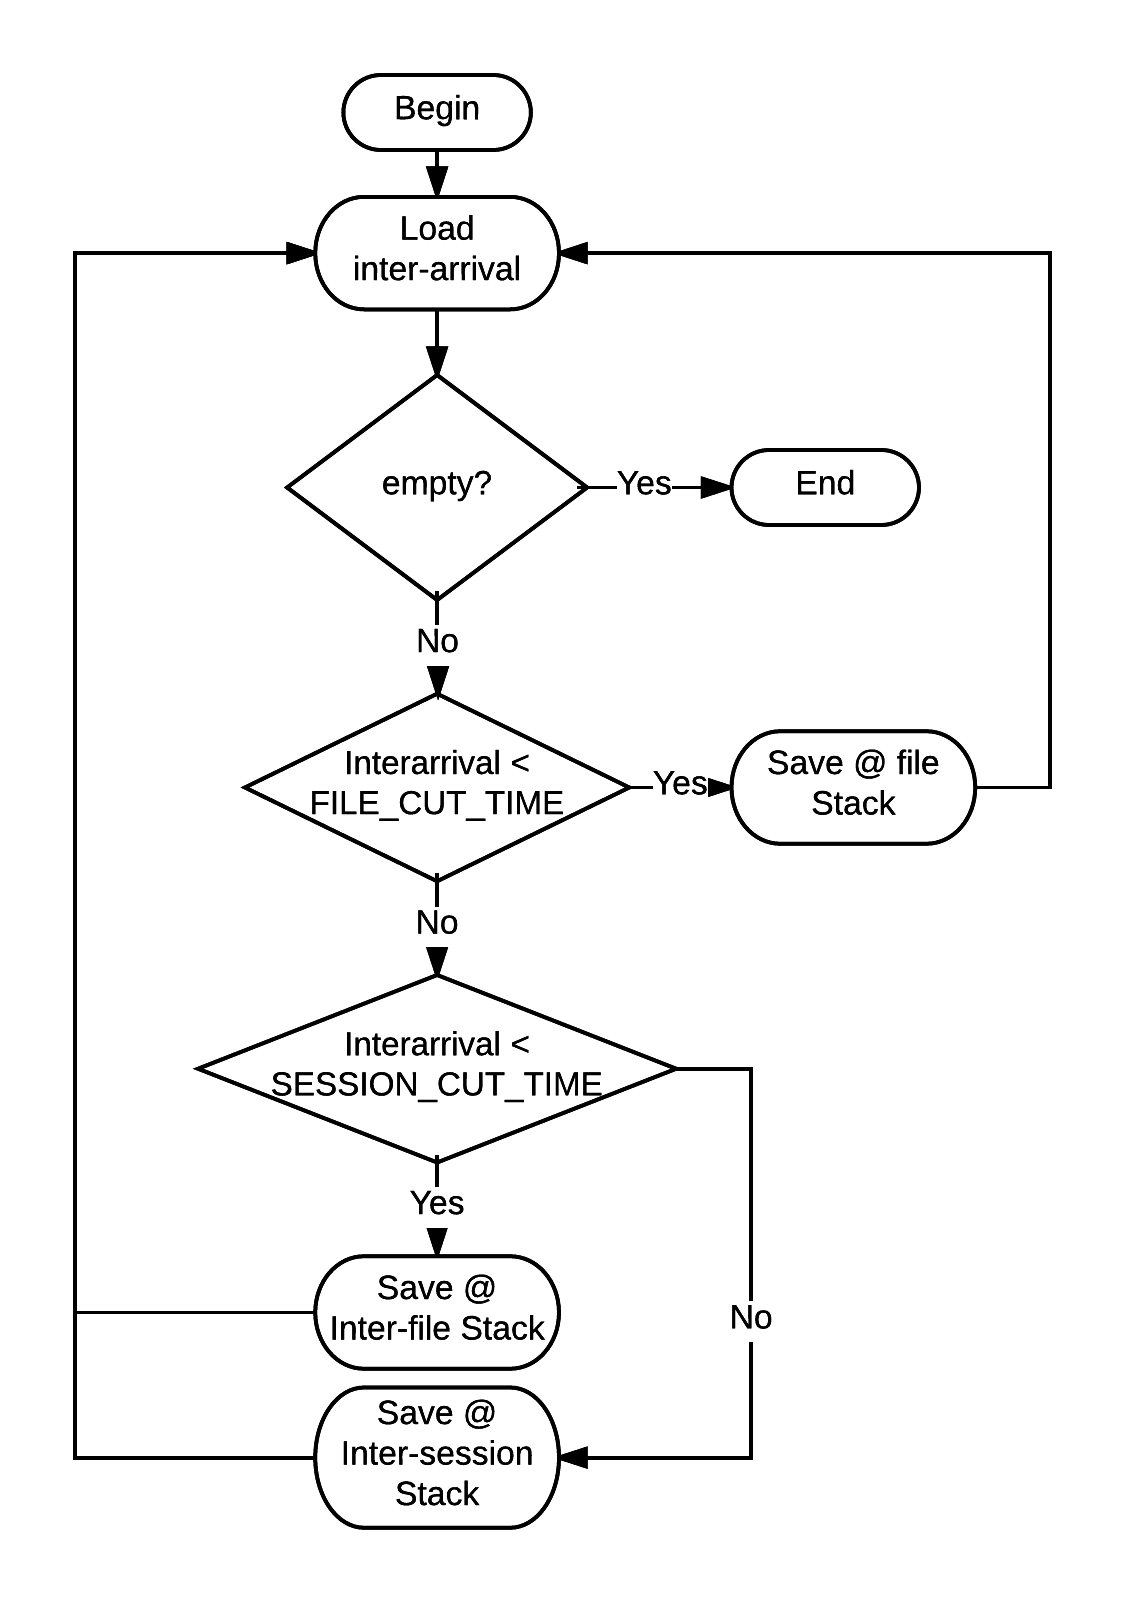 Begin
Load
inter-arrival
empty?
Yes
End
No
Interarrival <
FILE_CUT_TIME
Yes
Save @ file
Stack
No
Interarrival <
SESSION_CUT_TIME
Yes
Save @
Inter-file Stack
No
Save @
Inter-session
Stack